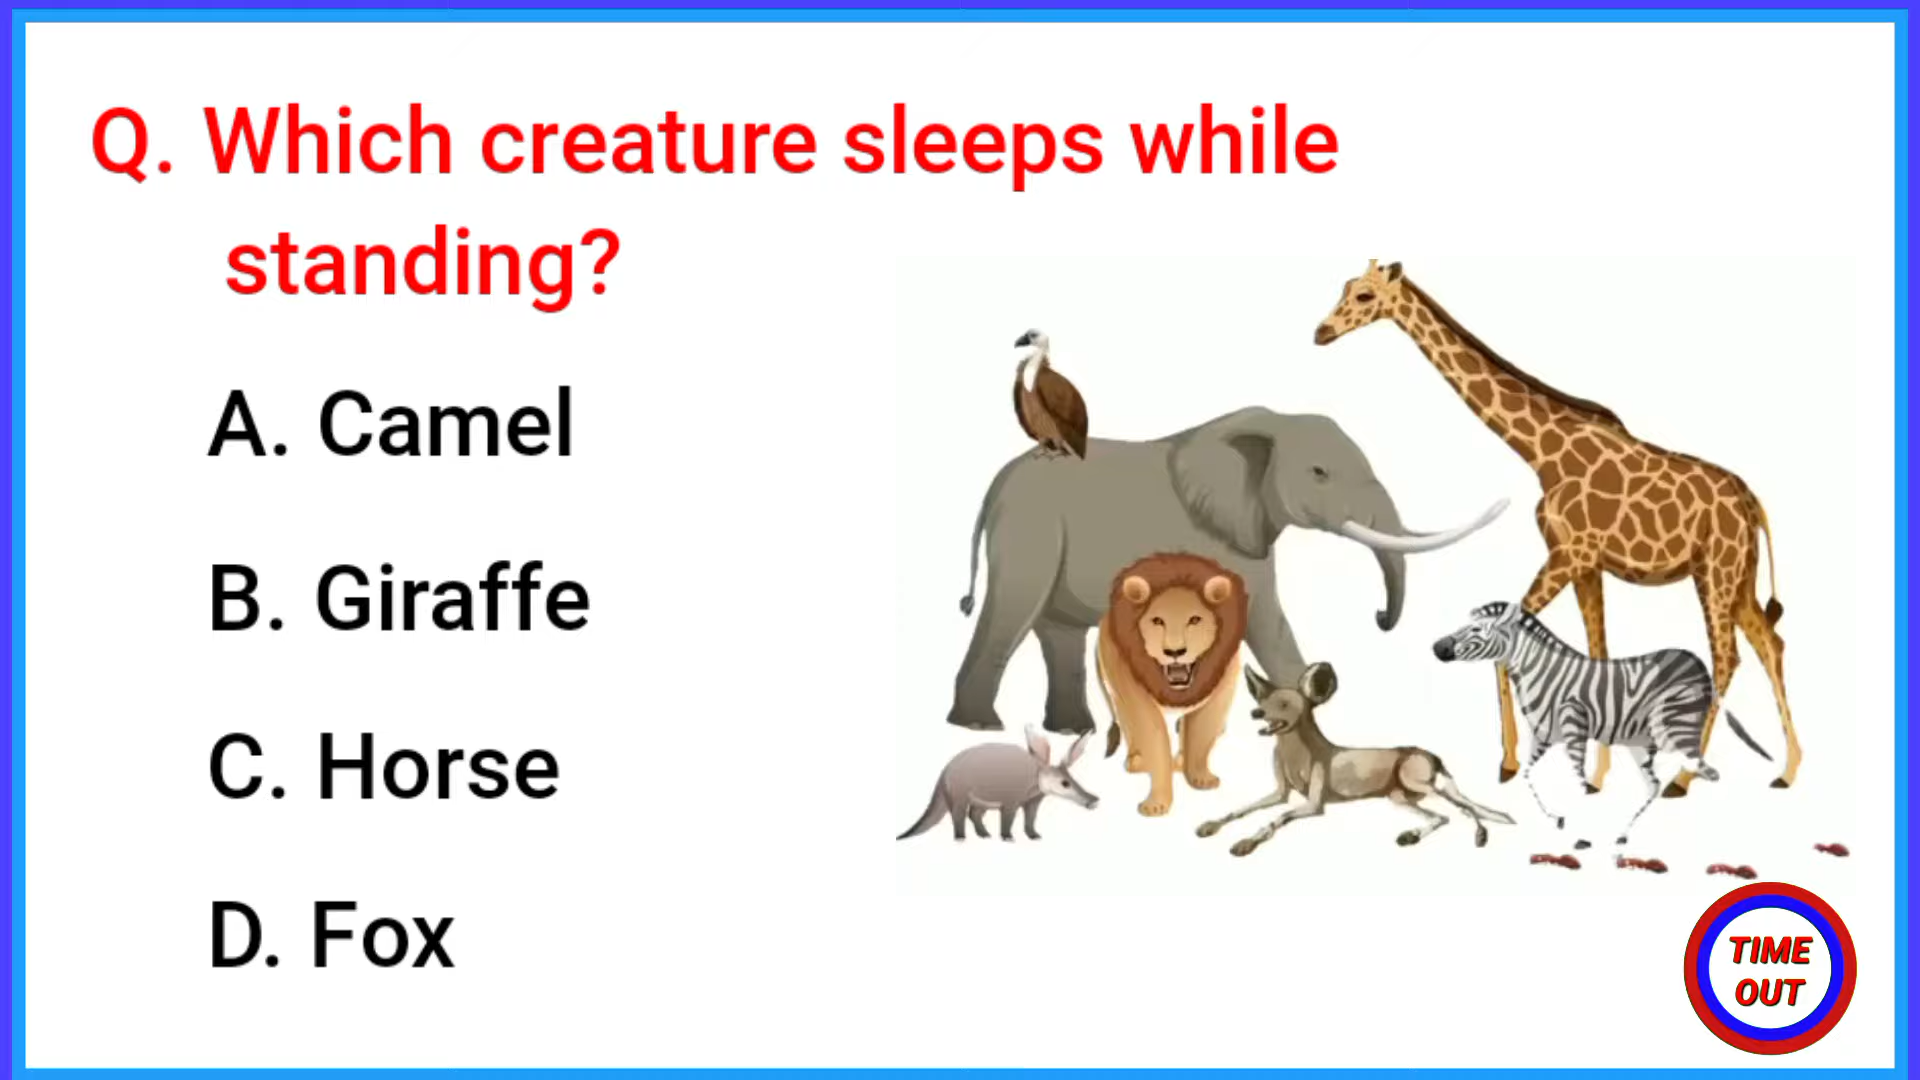 Q. Which creature sleeps while
standing?
A. Camel
B. Giraffe
C. Horse
D. Fox
TIME
OUT